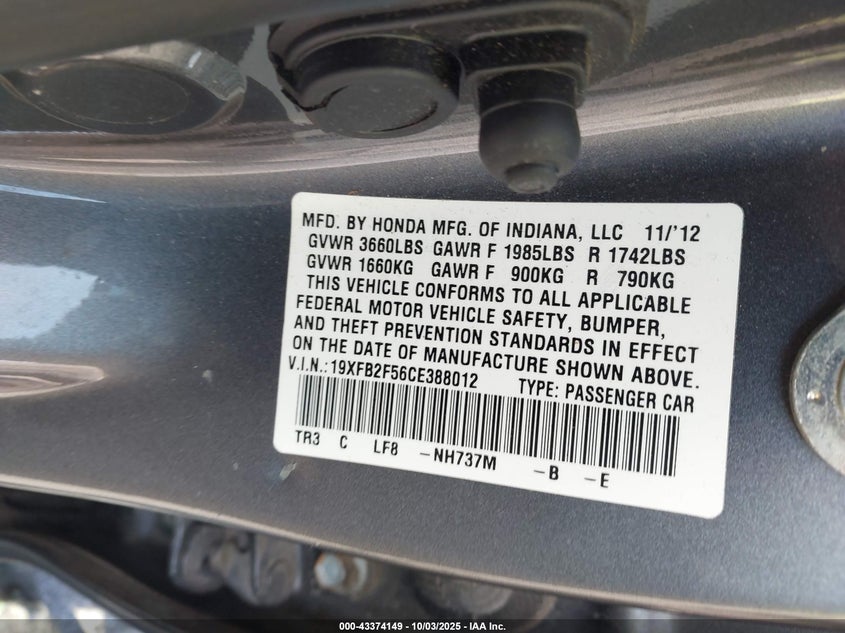 MFD. BY HONDA MFG. OF INDIANA, LLC 11/'12
GVWR 3660LBS GAWR F 1985LBS R 1742LBS
GVWR 1660KG GAWR F 900KG R 790KG
THIS VEHICLE CONFORMS TO ALL APPLICABLE
FEDERAL MOTOR VEHICLE SAFETY, BUMPER,
AND THEFT PREVENTION STANDARDS IN EFFECT
ON THE DATE OF MANUFACTURE SHOWN ABOVE.
V.I.N.: 19XFB2F56CE388012 TYPE: PASSENGER CAR
TR3 C LF8 -NH737M -B -E
000-43374149 - 10/03/2025 - IAA Inc.